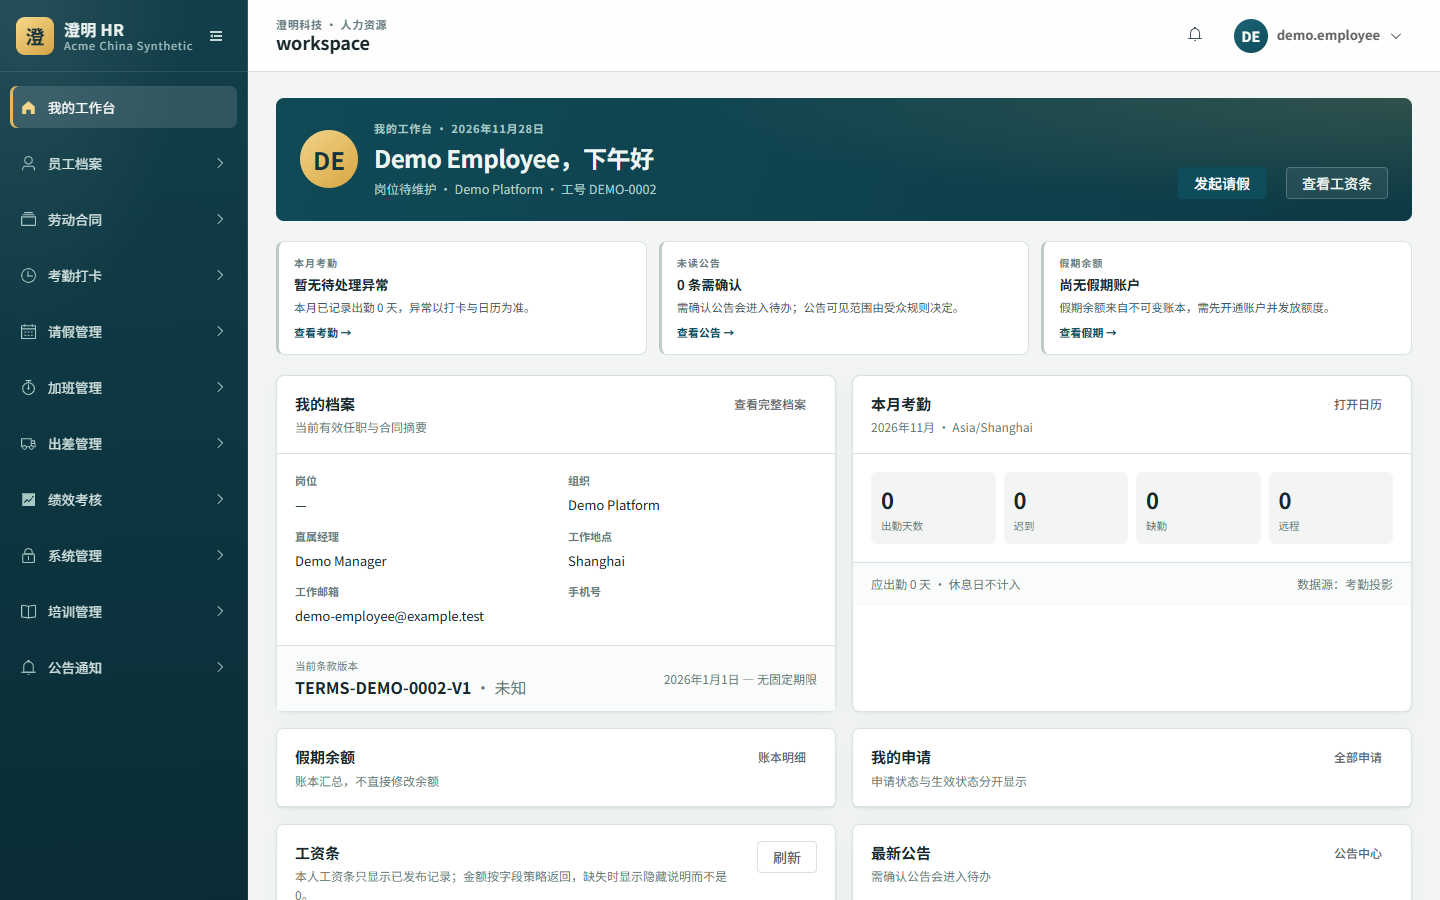 澄
澄明 HR
Acme China Synthetic
我的工作台
员工档案
劳动合同
考勤打卡
请假管理
加班管理
出差管理
绩效考核
系统管理
培训管理
公告通知
澄明科技 · 人力资源
workspace
DE
demo.employee
DE
我的工作台 · 2026年11月28日
Demo Employee，下午好
岗位待维护 · Demo Platform · 工号 DEMO-0002
发起请假
查看工资条
本月考勤
暂无待处理异常
本月已记录出勤 0 天，异常以打卡与日历为准。
查看考勤→
未读公告
0 条需确认
需确认公告会进入待办；公告可见范围由受众规则决定。
查看公告→
假期余额
尚无假期账户
假期余额来自不可变账本，需先开通账户并发放额度。
查看假期→
我的档案
查看完整档案
当前有效任职与合同摘要
岗位
—
组织
Demo Platform
直属经理
Demo Manager
工作地点
Shanghai
工作邮箱
demo-employee@example.test
手机号
当前条款版本
TERMS-DEMO-0002-V1 · 未知
2026年1月1日 — 无固定期限
本月考勤
打开日历
2026年11月 · Asia/Shanghai
0
出勤天数
0
迟到
0
缺勤
0
远程
应出勤 0 天 · 休息日不计入
数据源：考勤投影
假期余额
账本明细
账本汇总，不直接修改余额
我的申请
全部申请
申请状态与生效状态分开显示
工资条
刷新
本人工资条只显示已发布记录；金额按字段策略返回，缺失时显示隐藏说明而不是
0。
最新公告
公告中心
需确认公告会进入待办